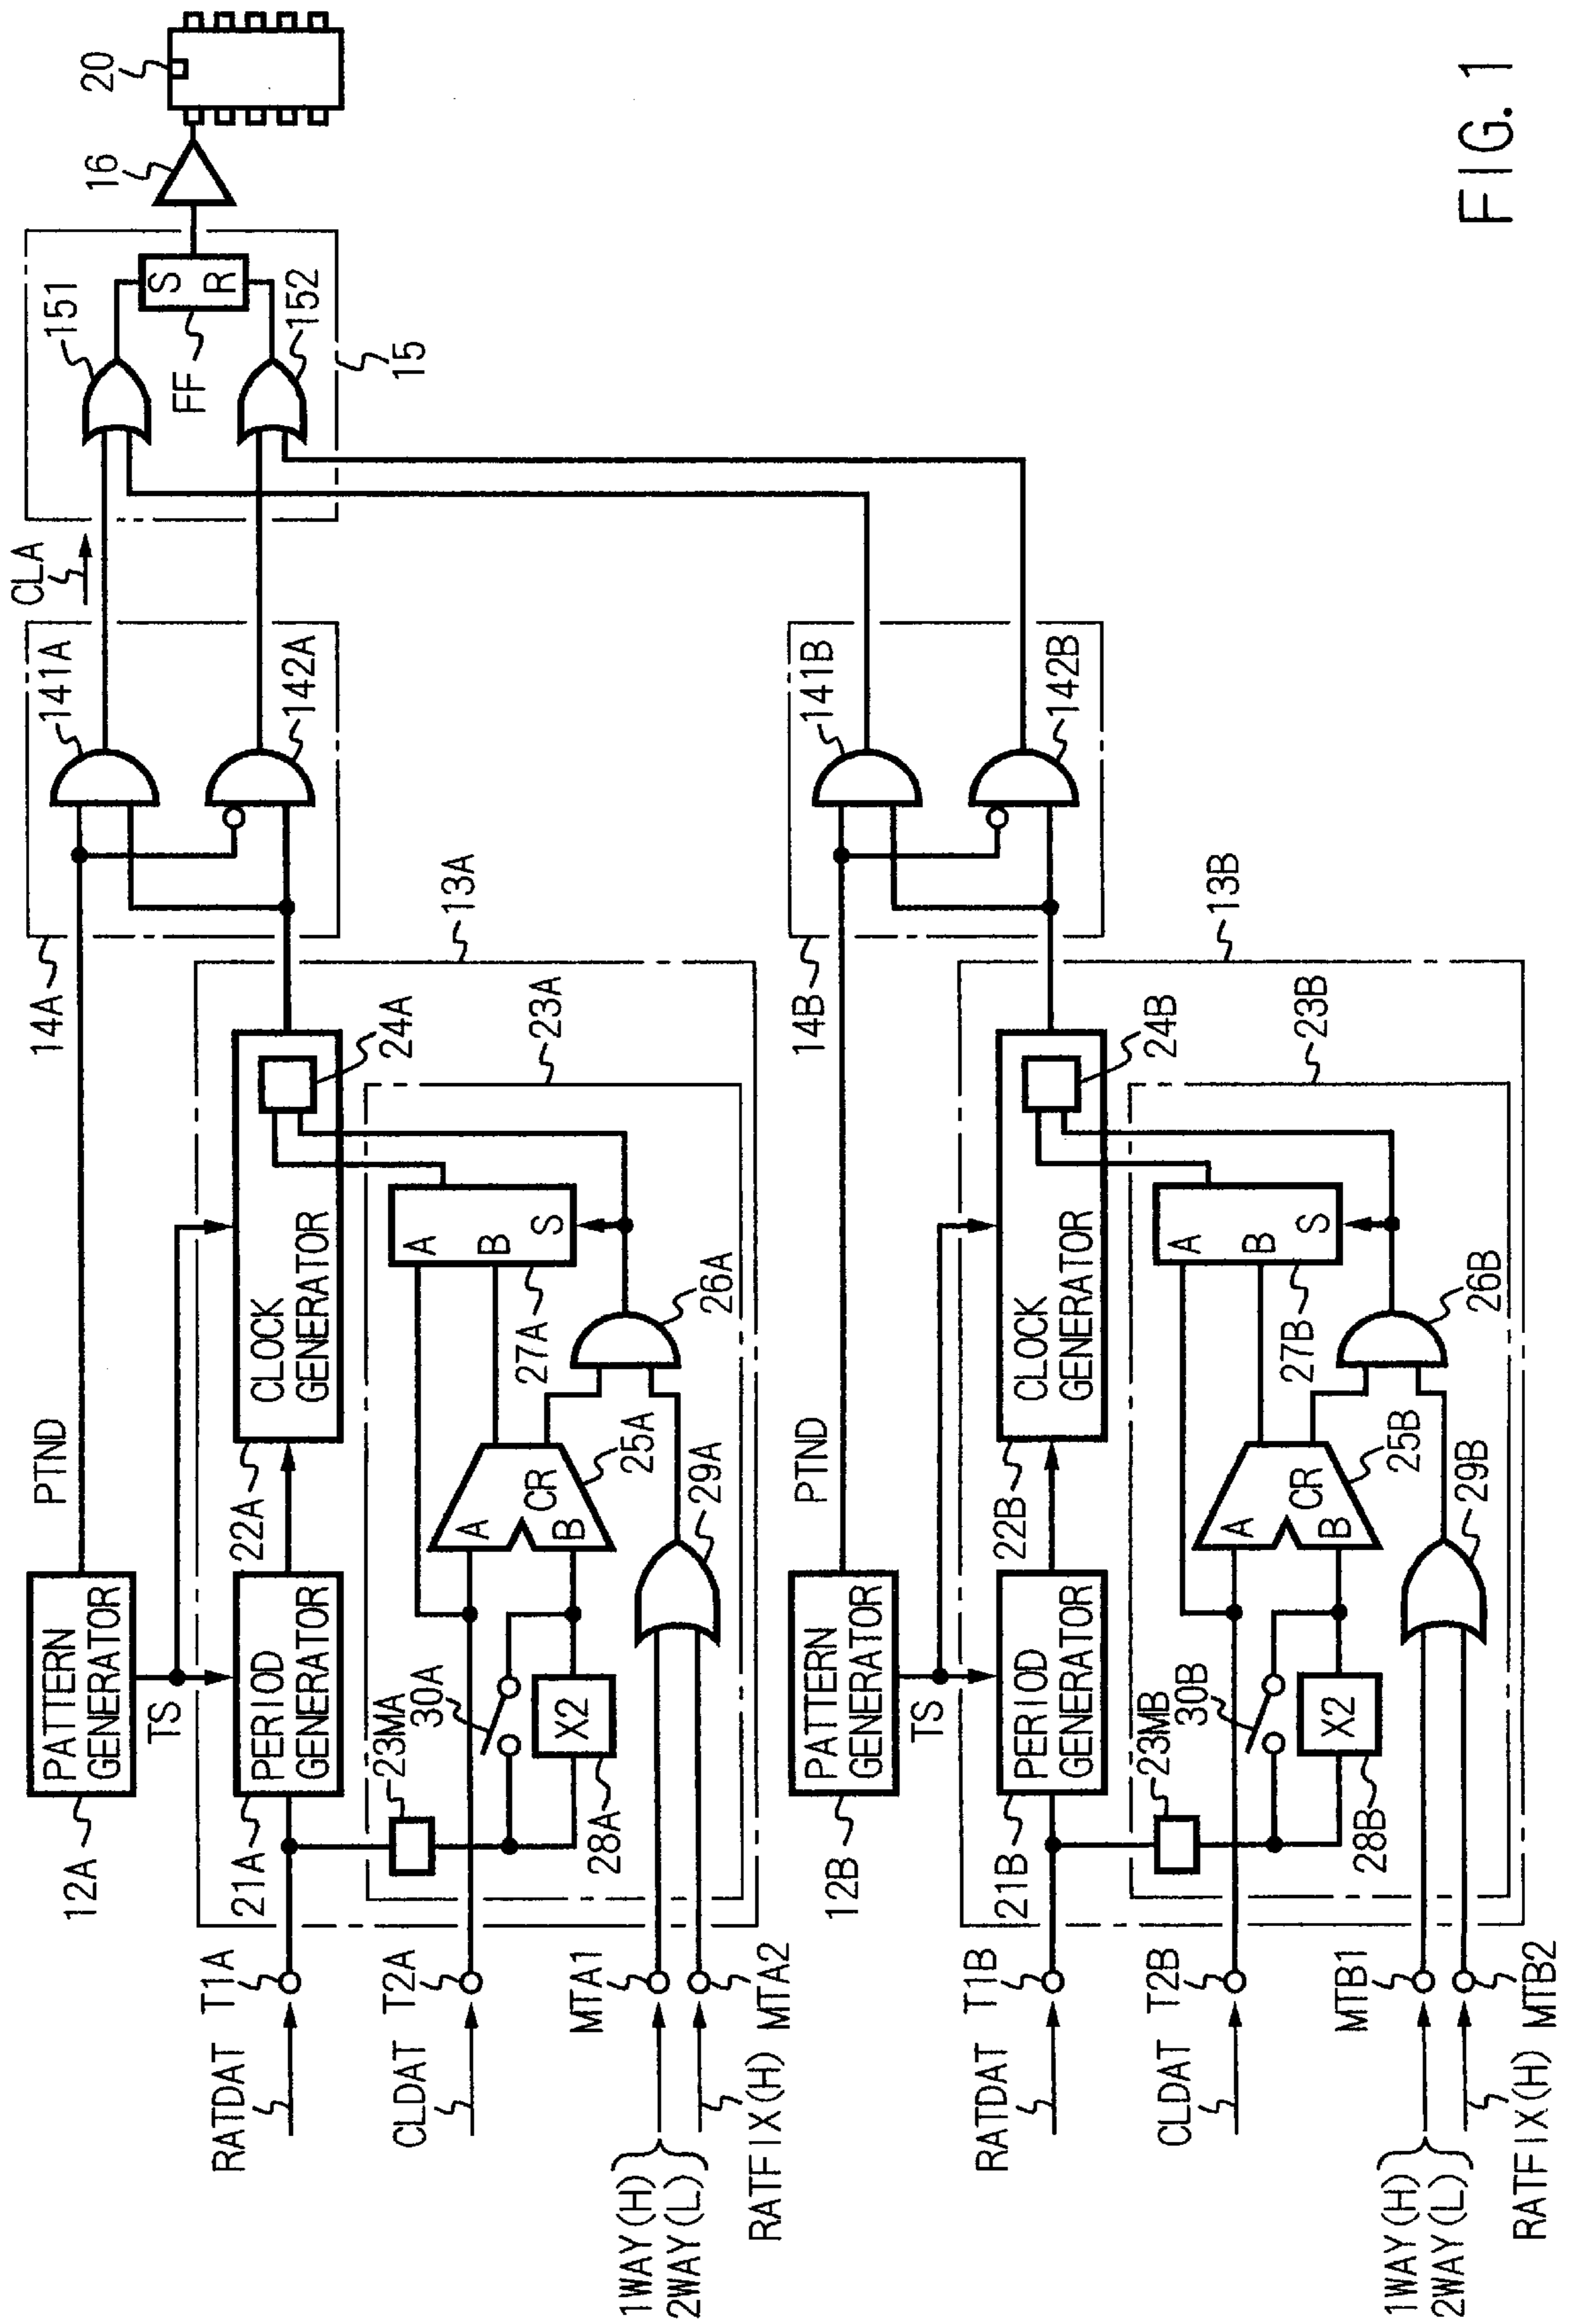 RATDAT
T1A
CLDAT
T2A
1WAY(H)
2WAY(L)
MTA1
RATFIX(H)
MTA2
12A
PATTERN
GENERATOR
PTND
TS
21A
PERIOD
GENERATOR
22A
CLOCK
GENERATOR
24A
14A
141A
142A
CLA
151
152
FF
S
R
15
16
20
13A
23A
23MA
30A
X2
28A
A
B
CR
25A
29A
27A
A
B
S
26A
RATDAT
T1B
CLDAT
T2B
1WAY(H)
2WAY(L)
MTB1
RATFIX(H)
MTB2
12B
PATTERN
GENERATOR
PTND
TS
21B
PERIOD
GENERATOR
22B
CLOCK
GENERATOR
24B
14B
141B
142B
13B
23B
23MB
30B
X2
28B
A
B
CR
25B
29B
27B
A
B
S
26B
FIG. 1